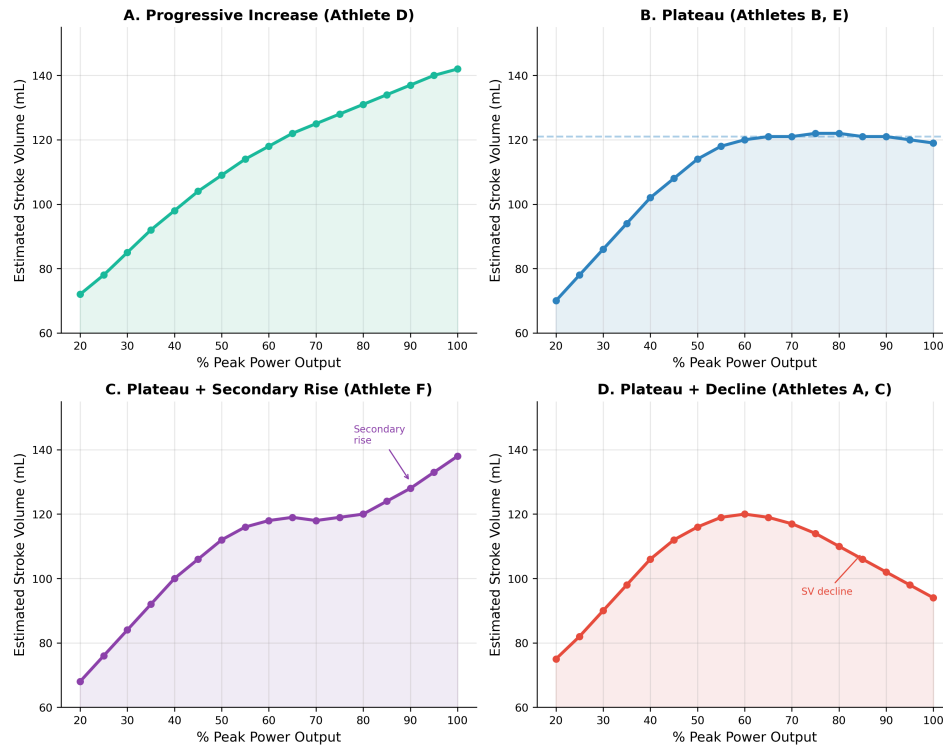 A. Progressive Increase (Athlete D)
Estimated Stroke Volume (mL)
140
120
100
80
60
20 30 40 50 60 70 80 90 100
% Peak Power Output
B. Plateau (Athletes B, E)
Estimated Stroke Volume (mL)
140
120
100
80
60
20 30 40 50 60 70 80 90 100
% Peak Power Output
C. Plateau + Secondary Rise (Athlete F)
Estimated Stroke Volume (mL)
140
120
100
80
60
Secondary
rise
20 30 40 50 60 70 80 90 100
% Peak Power Output
D. Plateau + Decline (Athletes A, C)
Estimated Stroke Volume (mL)
140
120
100
80
60
SV decline
20 30 40 50 60 70 80 90 100
% Peak Power Output